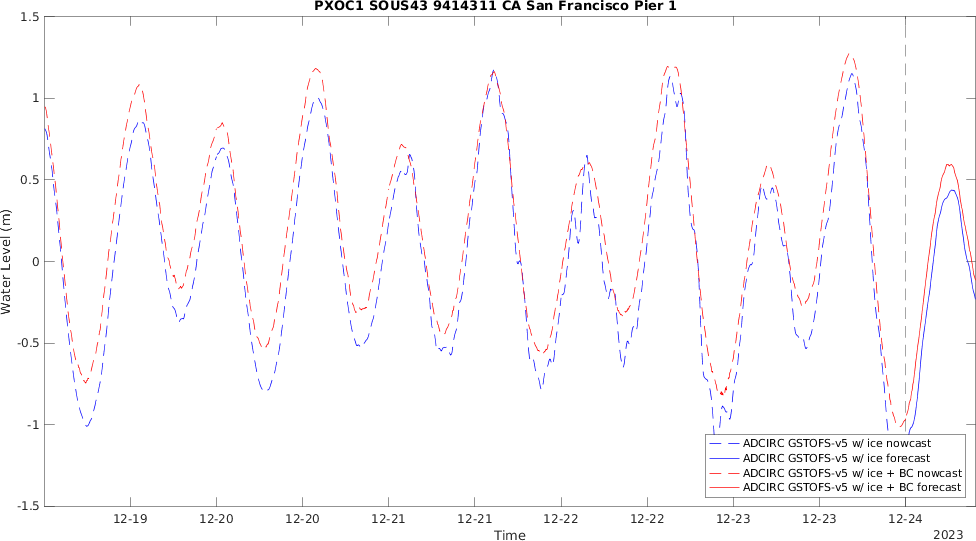 PXOC1 SOUS43 9414311 CA San Francisco Pier 1
1.5
1
0.5
0
-0.5
-1
-1.5
Water Level (m)
12-19
12-20
12-20
12-21
12-21
12-22
12-22
12-23
12-23
12-24
Time
2023
ADCIRC GSTOFS-v5 w/ ice nowcast
ADCIRC GSTOFS-v5 w/ ice forecast
ADCIRC GSTOFS-v5 w/ ice + BC nowcast
ADCIRC GSTOFS-v5 w/ ice + BC forecast